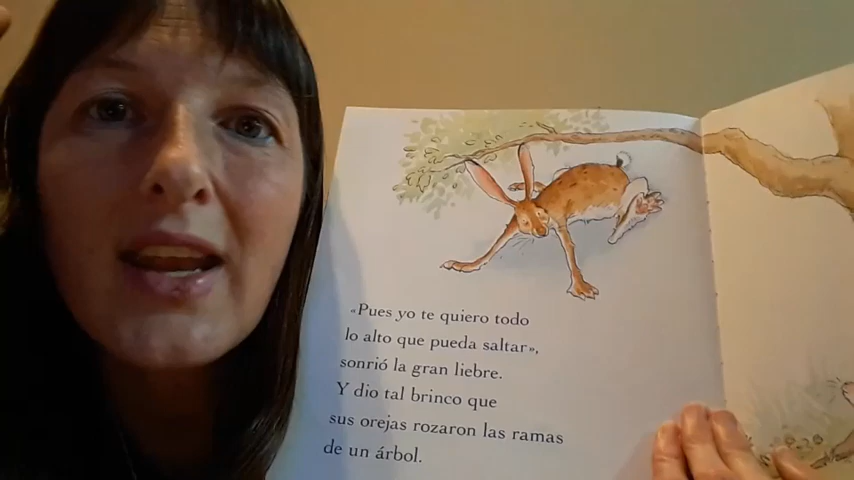 «Pues yo te quiero todo
lo alto que pueda saltar»,
sonrió la gran liebre.
Y dio tal brinco que
sus orejas rozaron las ramas
de un árbol.